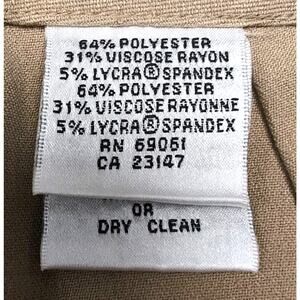 64% POLYESTER
31% VISCOSE RAYON
5% LYCRA® SPANDEX
64% POLYESTER
31% VISCOSE RAYONNE
5% LYCRA® SPANDEX
RN 69061
CA 23147
OR
DRY CLEAN